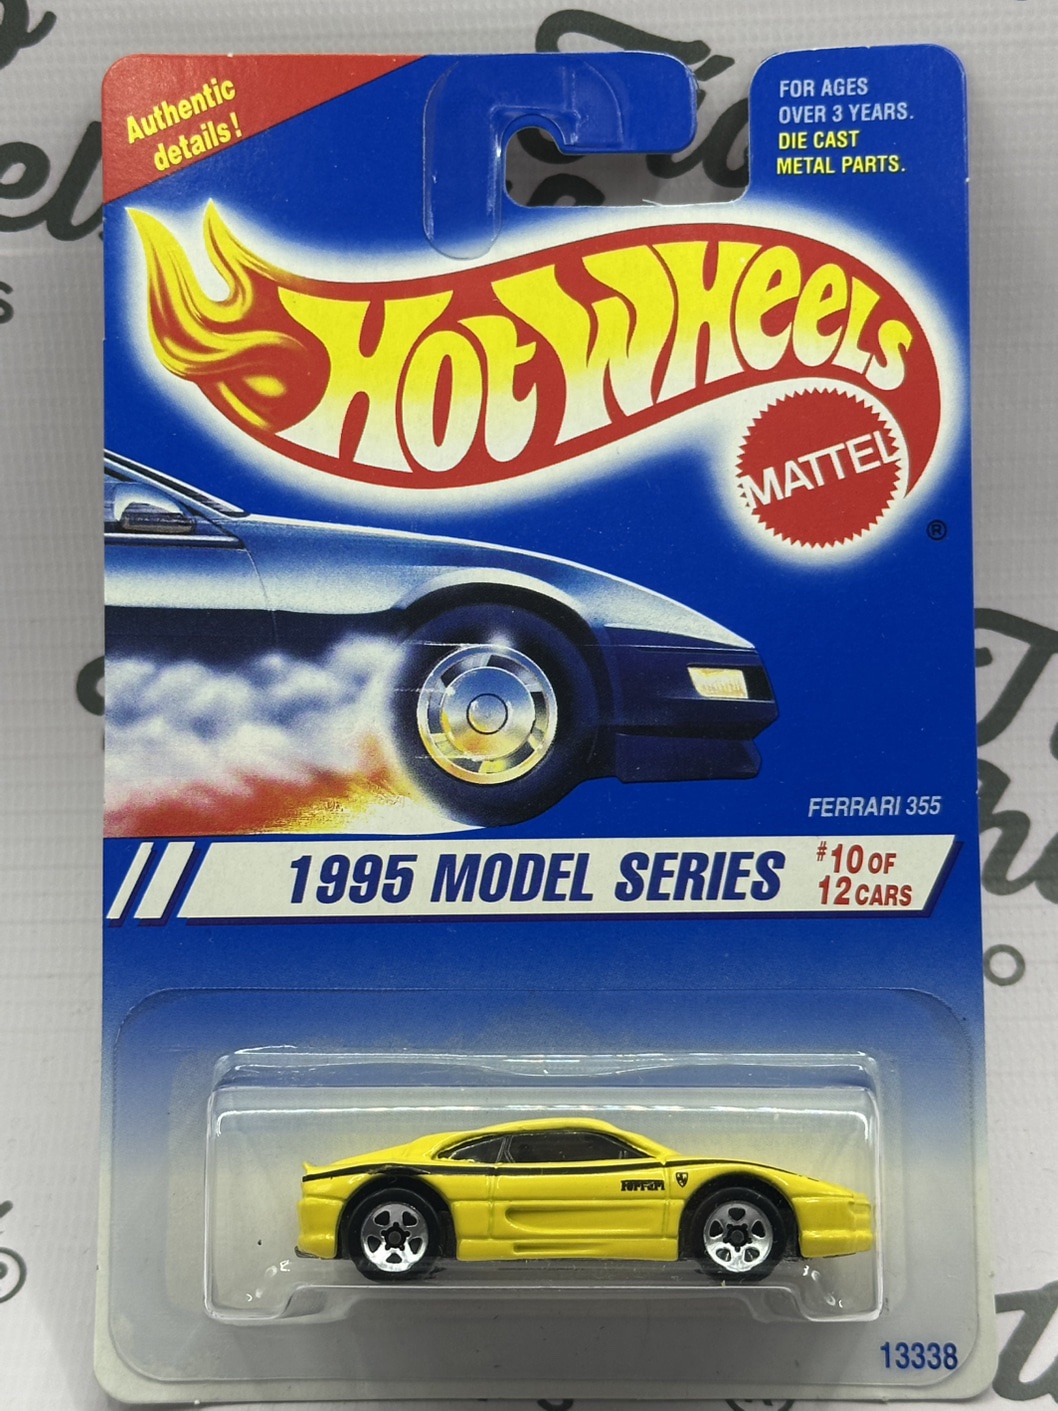 Authentic
details!
FOR AGES
OVER 3 YEARS.
DIE CAST
METAL PARTS.
HOT WHEELS
MATTEL
®
FERRARI 355
1995 MODEL SERIES
#10 OF
12 CARS
Ferrari
13338